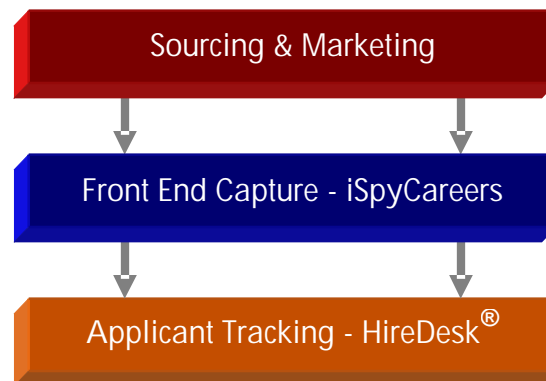 Sourcing & Marketing
Front End Capture - iSpyCareers
Applicant Tracking - HireDesk®